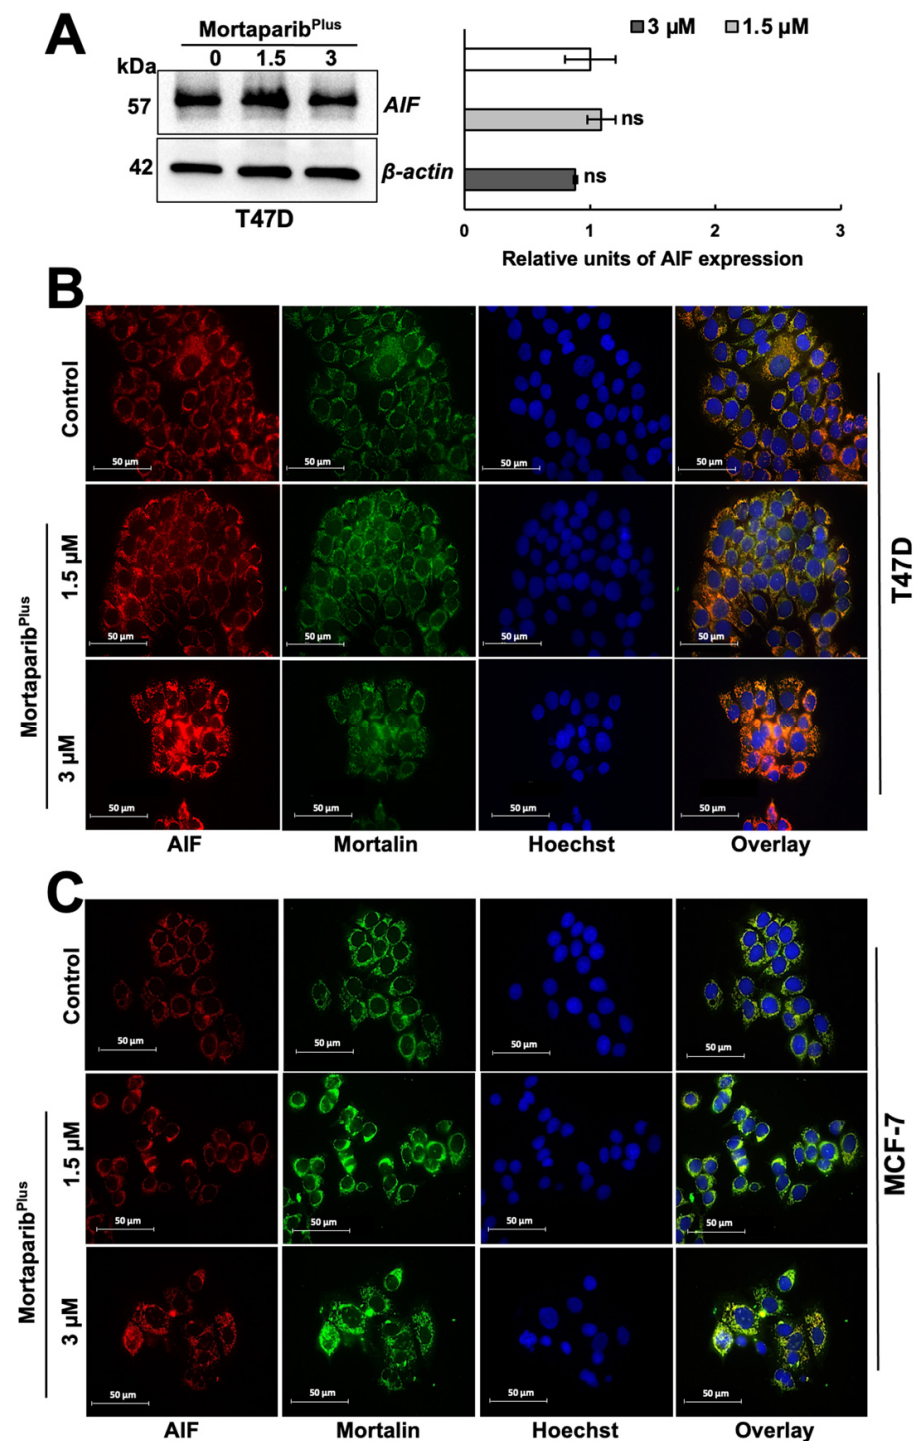 A
Mortaparib^Plus
0 1.5 3
kDa
57 AIF
42 β-actin
T47D
3 µM 1.5 µM
ns
ns
0 1 2 3
Relative units of AIF expression
B
Control
50 µm 50 µm 50 µm 50 µm
Mortaparib^Plus
1.5 µM
50 µm 50 µm 50 µm 50 µm
3 µM
50 µm 50 µm 50 µm 50 µm
T47D
AIF Mortalin Hoechst Overlay
C
Control
50 µm 50 µm 50 µm 50 µm
Mortaparib^Plus
1.5 µM
50 µm 50 µm 50 µm 50 µm
3 µM
50 µm 50 µm 50 µm 50 µm
MCF-7
AIF Mortalin Hoechst Overlay